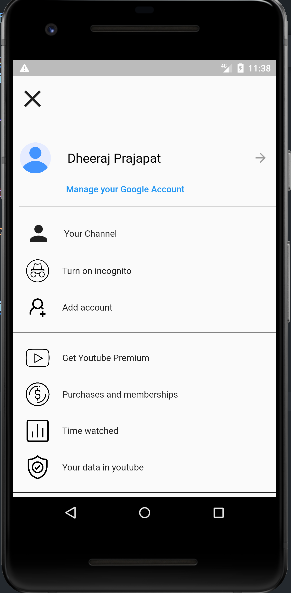 11:38
Dheeraj Prajapat
Manage your Google Account
Your Channel
Turn on incognito
Add account
Get Youtube Premium
Purchases and memberships
Time watched
Your data in youtube